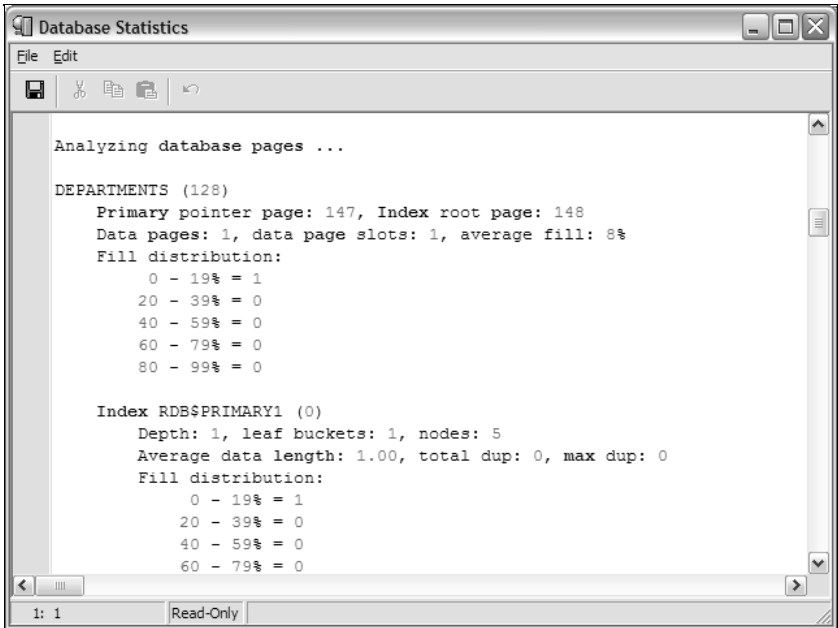 Database Statistics
File Edit
Analyzing database pages ...
DEPARTMENTS (128)
Primary pointer page: 147, Index root page: 148
Data pages: 1, data page slots: 1, average fill: 8%
Fill distribution:
0 - 19% = 1
20 - 39% = 0
40 - 59% = 0
60 - 79% = 0
80 - 99% = 0
Index RDB$PRIMARY1 (0)
Depth: 1, leaf buckets: 1, nodes: 5
Average data length: 1.00, total dup: 0, max dup: 0
Fill distribution:
0 - 19% = 1
20 - 39% = 0
40 - 59% = 0
60 - 79% = 0
1: 1 Read-Only